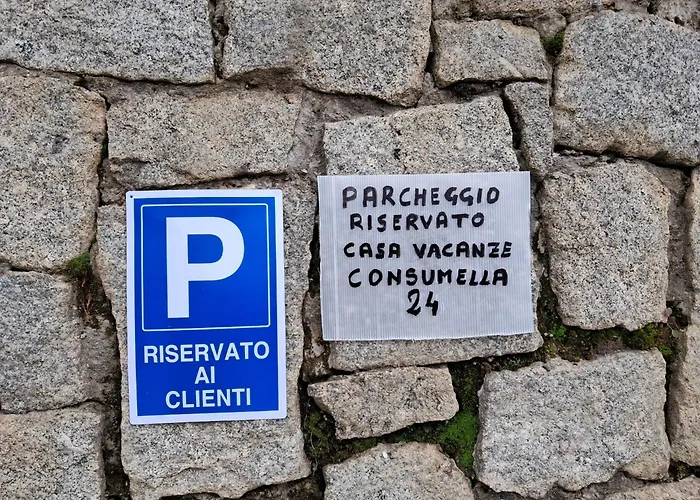 P
RISERVATO
AI
CLIENTI
PARCHEGGIO
RISERVATO
CASA VACANZE
CONSUMELLA
24